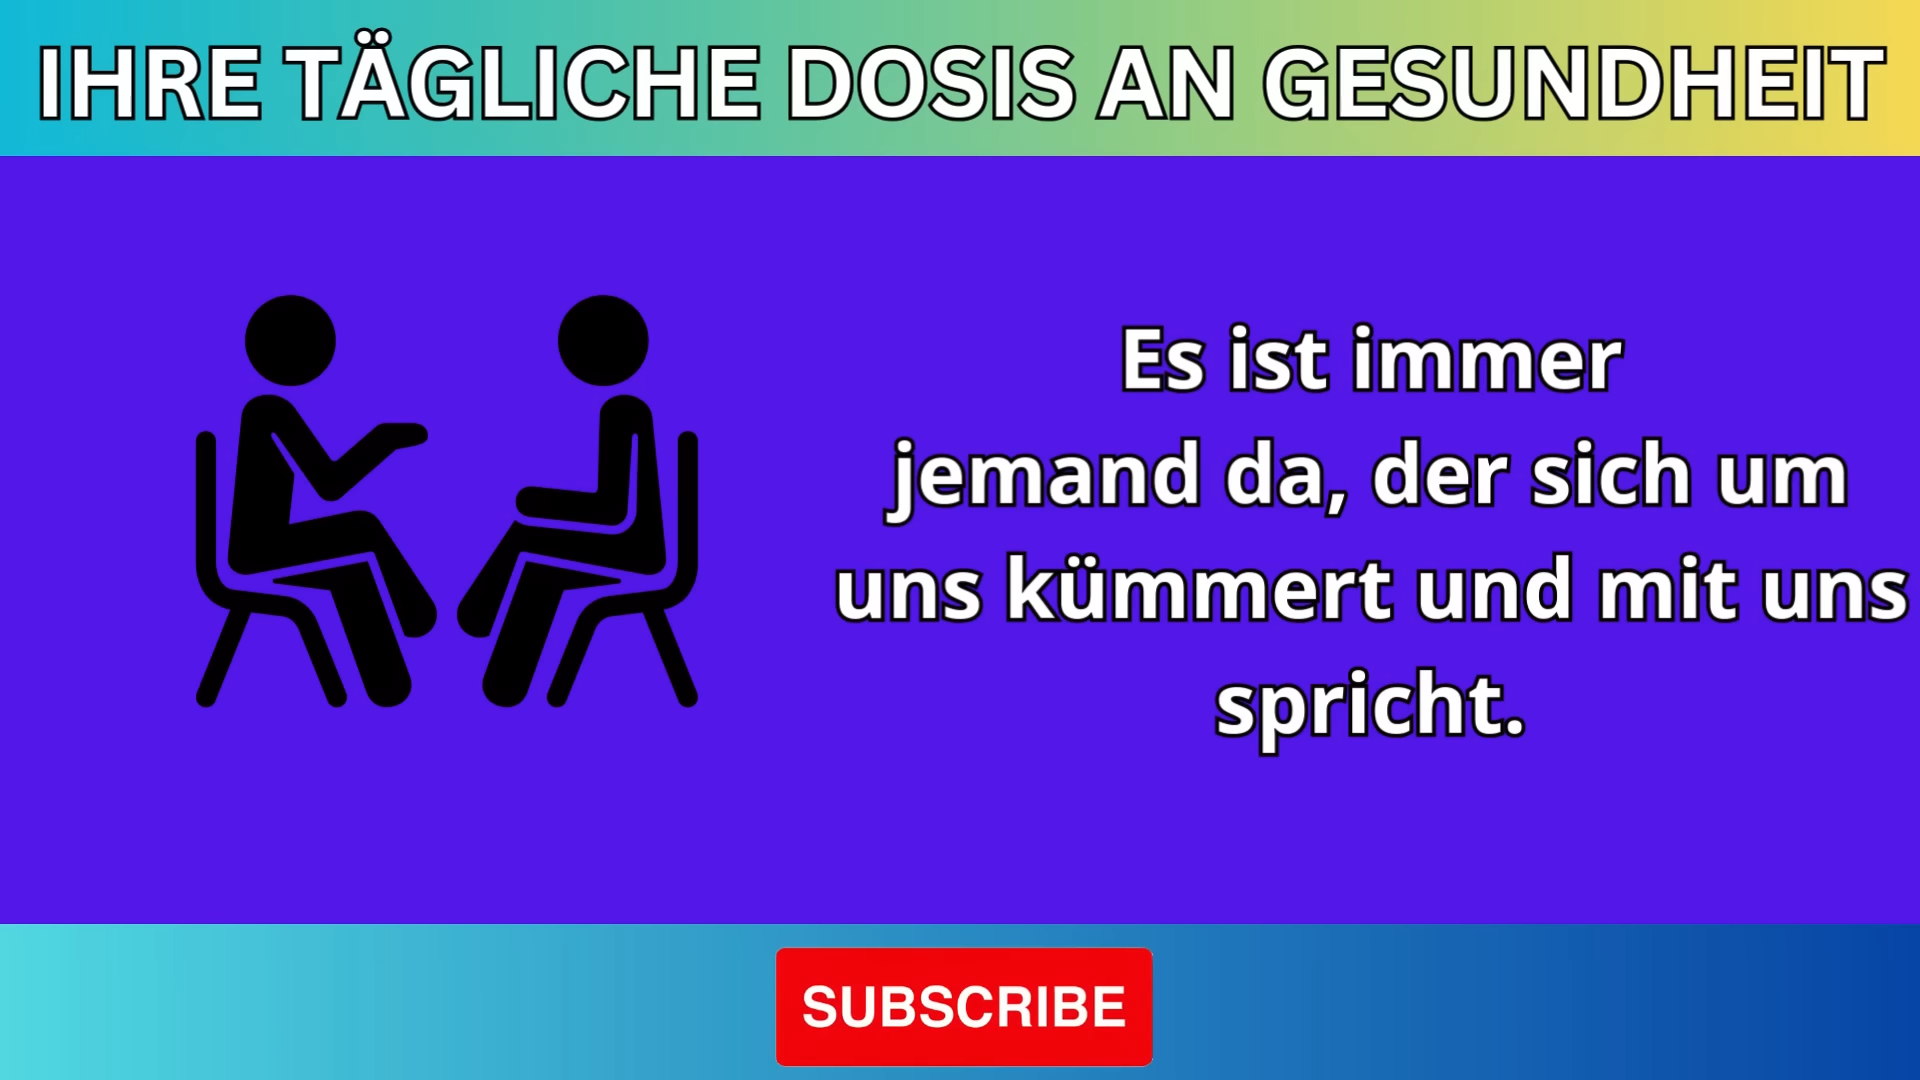 IHRE TÄGLICHE DOSIS AN GESUNDHEIT
Es ist immer
jemand da, der sich um
uns kümmert und mit uns
spricht.
SUBSCRIBE